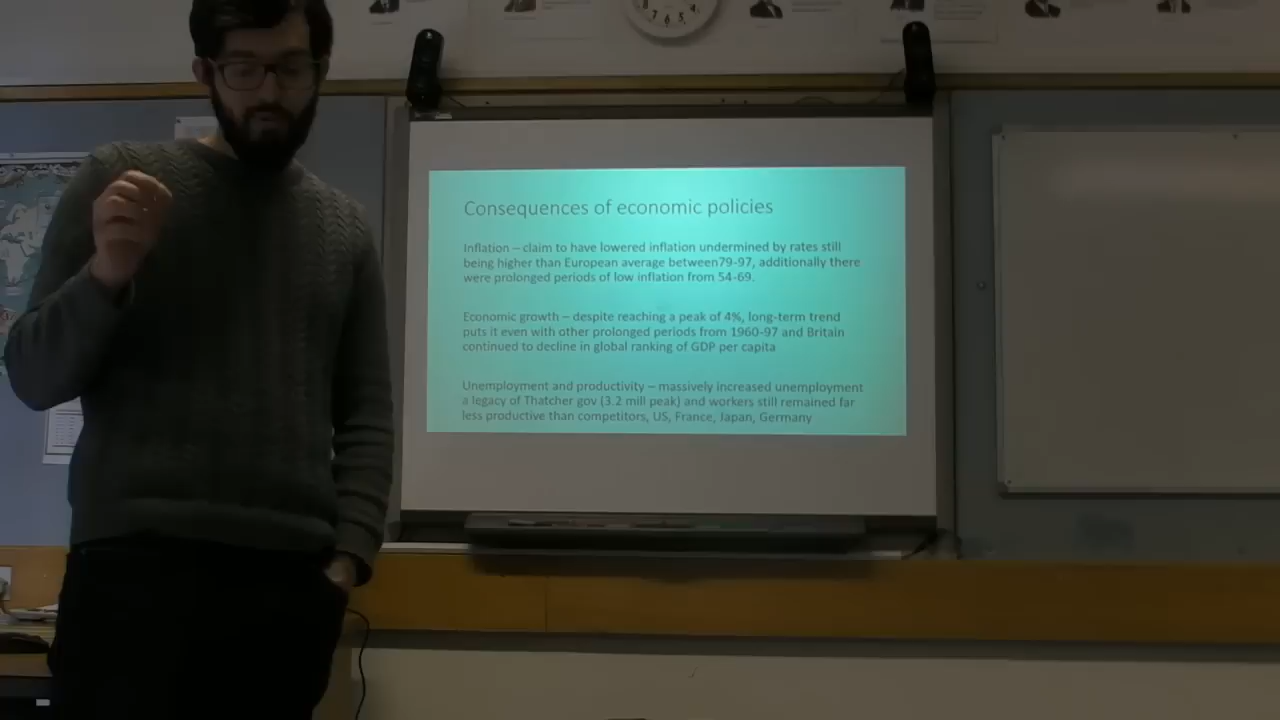 Consequences of economic policies
Inflation – claim to have lowered inflation undermined by rates still
being higher than European average between79-97, additionally there
were prolonged periods of low inflation from 54-69.
Economic growth – despite reaching a peak of 4%, long-term trend
puts it even with other prolonged periods from 1960-97 and Britain
continued to decline in global ranking of GDP per capita
Unemployment and productivity – massively increased unemployment
a legacy of Thatcher gov (3.2 mill peak) and workers still remained far
less productive than competitors, US, France, Japan, Germany